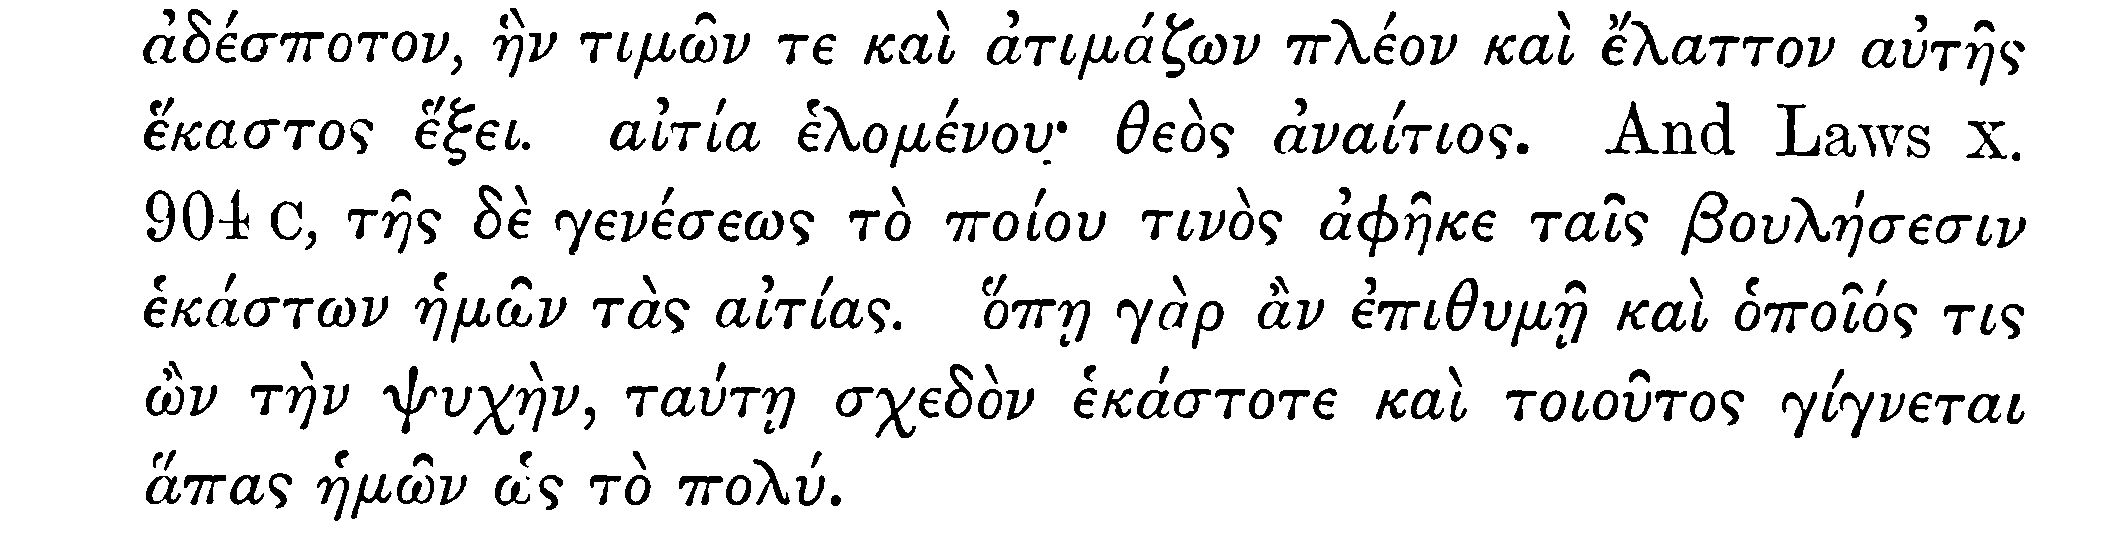 ἀδέσποτον, ἣν τιμῶν τε καὶ ἀτιμάζων πλέον καὶ ἔλαττον αὐτῆς
ἕκαστος ἕξει. αἰτία ἑλομένου· θεὸς ἀναίτιος. And Laws X.
904 C, τῆς δὲ γενέσεως τὸ ποίου τινὸς ἀφῆκε ταῖς βουλήσεσιν
ἑκάστων ἡμῶν τὰς αἰτίας. ὅπῃ γὰρ ἂν ἐπιθυμῇ καὶ ὁποῖός τις
ὢν τὴν ψυχὴν, ταύτῃ σχεδὸν ἑκάστοτε καὶ τοιοῦτος γίγνεται
ἅπας ἡμῶν ὡς τὸ πολύ.